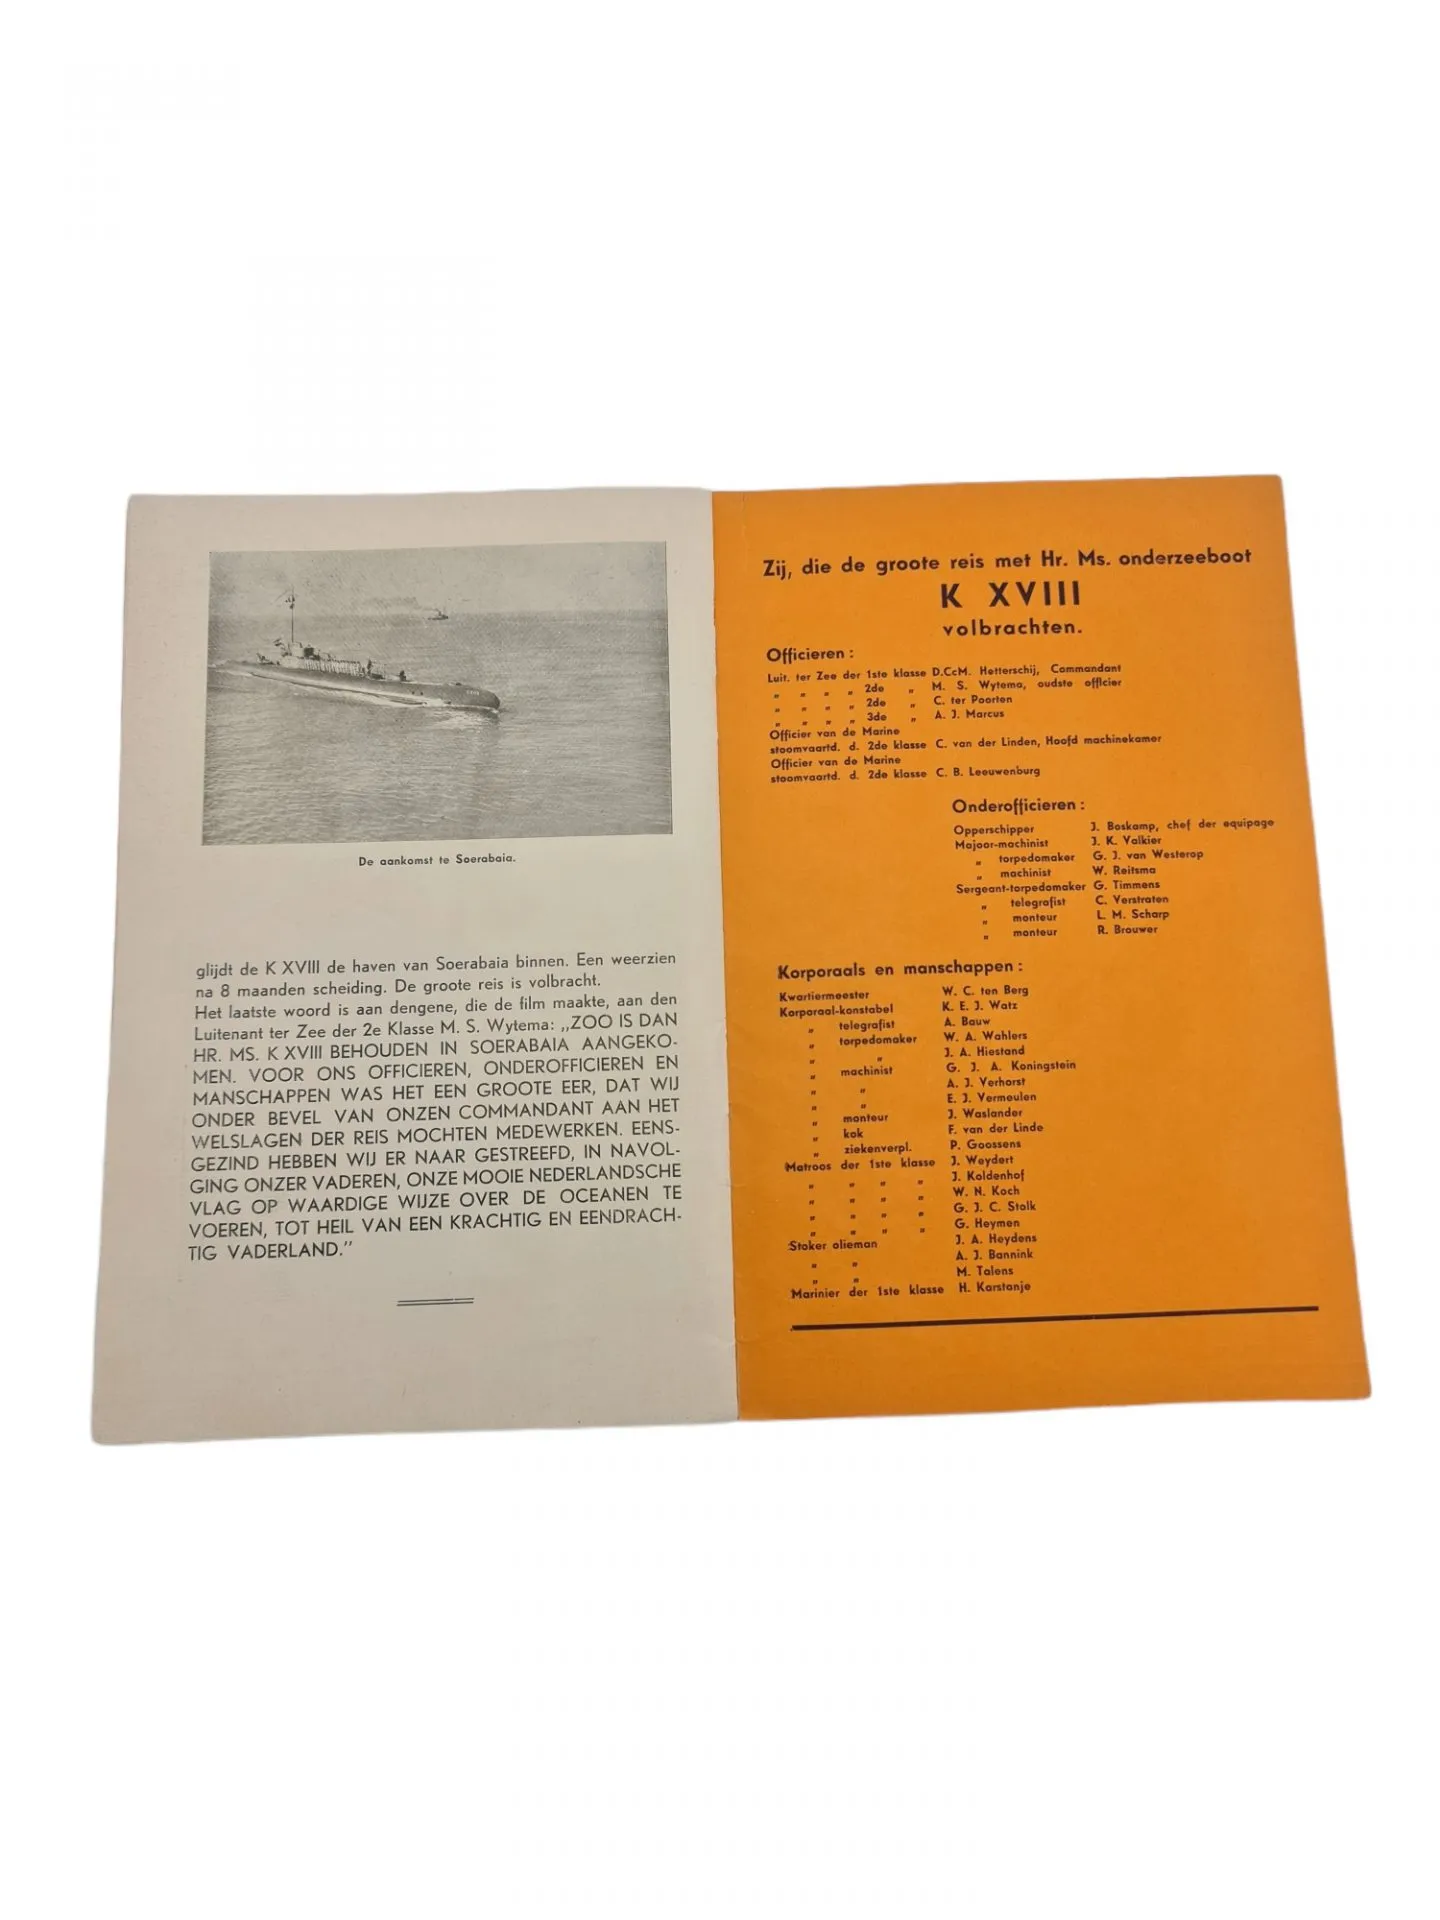 De aankomst te Soerabaia.
glijdt de K XVIII de haven van Soerabaia binnen. Een weerzien
na 8 maanden scheiding. De groote reis is volbracht.
Het laatste woord is aan dengene, die de film maakte, aan den
Luitenant ter Zee der 2e Klasse M. S. Wytema: „ZOO IS DAN
HR. MS. K XVIII BEHOUDEN IN SOERABAIA AANGEKO-
MEN. VOOR ONS OFFICIEREN, ONDEROFFICIEREN EN
MANSCHAPPEN WAS HET EEN GROOTE EER, DAT WIJ
ONDER BEVEL VAN ONZEN COMMANDANT AAN HET
WELSLAGEN DER REIS MOCHTEN MEDEWERKEN. EENS-
GEZIND HEBBEN WIJ ER NAAR GESTREEFD, IN NAVOL-
GING ONZER VADEREN, ONZE MOOIE NEDERLANDSCHE
VLAG OP WAARDIGE WIJZE OVER DE OCEANEN TE
VOEREN, TOT HEIL VAN EEN KRACHTIG EN EENDRACH-
TIG VADERLAND.”
Zij, die de groote reis met Hr. Ms. onderzeeboot
K XVIII
volbrachten.
Officieren :
Luit. ter Zee der 1ste klasse D.CcM. Hetterschij, Commandant
„ „ „ „ 2de „ M. S. Wytema, oudste officier
„ „ „ „ 2de „ C. ter Poorten
„ „ „ „ 3de „ A. J. Marcus
Officier van de Marine
stoomvaartd. d. 2de klasse C. van der Linden, Hoofd machinekamer
Officier van de Marine
stoomvaartd. d. 2de klasse C. B. Leeuwenburg
Onderofficieren :
Opperschipper J. Boskamp, chef der equipage
Majoor-machinist J. K. Valkier
„ torpedomaker G. J. van Westerop
„ machinist W. Reitsma
Sergeant-torpedomaker G. Timmens
„ telegrafist C. Verstraten
„ monteur L. M. Scharp
„ monteur R. Brouwer
Korporaals en manschappen :
Kwartiermeester W. C. ten Berg
Korporaal-konstabel K. E. J. Watz
„ telegrafist A. Bauw
„ torpedomaker W. A. Wahlers
„ „ J. A. Hiestand
„ machinist G. J. A. Koningstein
„ „ A. J. Verhorst
„ „ E. J. Vermeulen
„ monteur J. Waslander
„ kok F. van der Linde
„ ziekenverpl. P. Goossens
Matroos der 1ste klasse J. Weydert
„ „ „ „ J. Koldenhof
„ „ „ „ W. N. Koch
„ „ „ „ G. J. C. Stolk
„ „ „ „ G. Heymen
Stoker olieman J. A. Heydens
„ „ A. J. Bannink
„ „ M. Talens
Marinier der 1ste klasse H. Karstanje